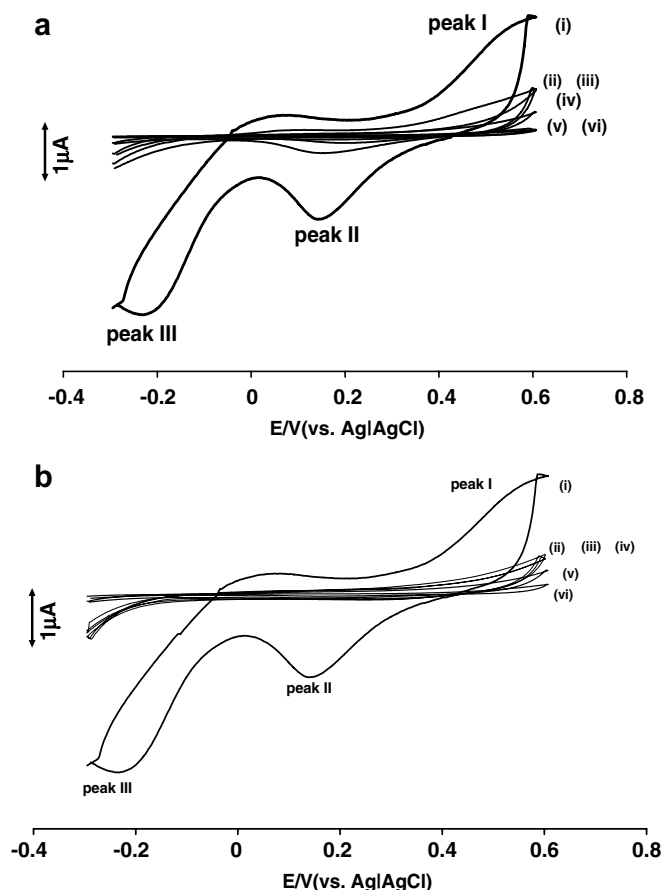 a
peak I
(i)
(ii) (iii)
(iv)
(v) (vi)
1µA
peak II
peak III
-0.4 -0.2 0 0.2 0.4 0.6 0.8
E/V(vs. Ag|AgCl)
b
peak I
(i)
(ii) (iii) (iv)
(v)
(vi)
1µA
peak II
peak III
-0.4 -0.2 0 0.2 0.4 0.6 0.8
E/V(vs. Ag|AgCl)